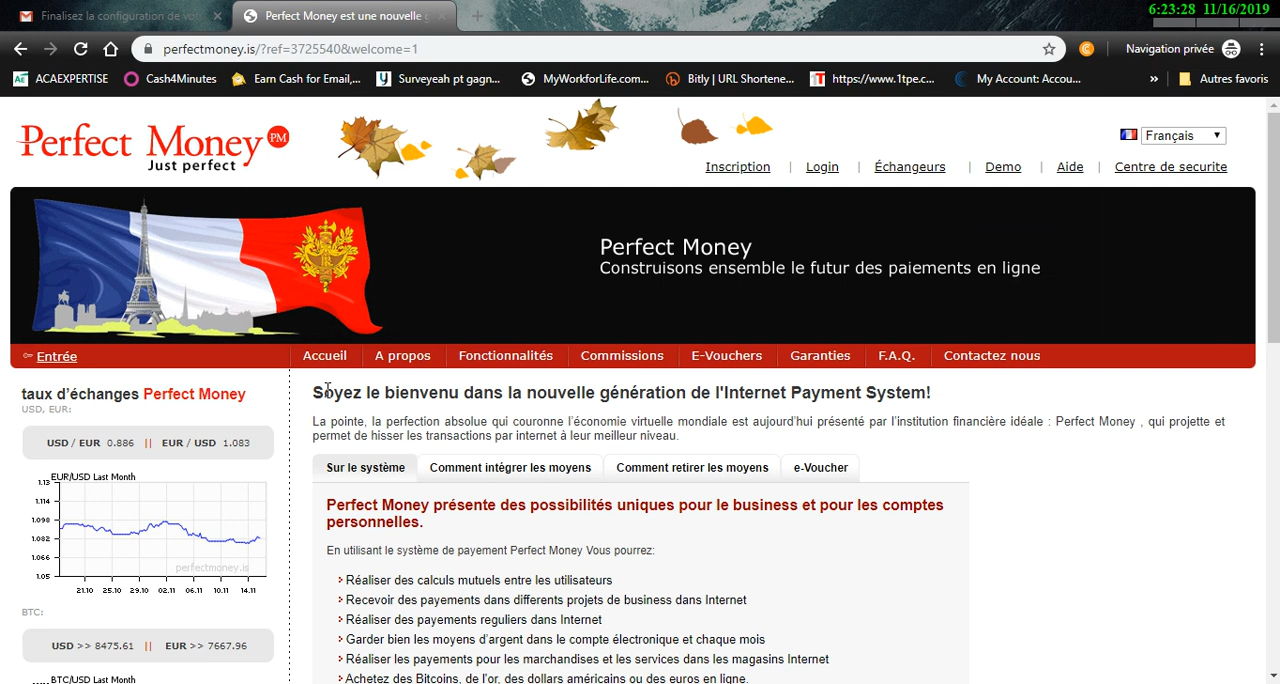 Finalisez la configuration de vot
Perfect Money est une nouvelle g
6:23:28 11/16/2019
perfectmoney.is/?ref=3725540&welcome=1
Navigation privée
ACAEXPERTISE
Cash4Minutes
Earn Cash for Email,...
Surveyeah pt gagn...
MyWorkforLife.com...
Bitly | URL Shortene...
https://www.1tpe.c...
My Account: Accou...
»
Autres favoris
Perfect Money PM
Just perfect
Français
Inscription | Login | Échangeurs | Demo | Aide | Centre de securite
Perfect Money
Construisons ensemble le futur des paiements en ligne
Entrée
Accueil
A propos
Fonctionnalités
Commissions
E-Vouchers
Garanties
F.A.Q.
Contactez nous
taux d'échanges Perfect Money
USD, EUR:
USD / EUR 0.886 || EUR / USD 1.083
EUR/USD Last Month
1.13
1.114
1.098
1.082
1.066
1.05
perfectmoney.is
21.10 25.10 29.10 02.11 06.11 10.11 14.11
BTC:
USD >> 8475.61 || EUR >> 7667.96
BTC/USD Last Month
Soyez le bienvenu dans la nouvelle génération de l'Internet Payment System!
La pointe, la perfection absolue qui couronne l'économie virtuelle mondiale est aujourd'hui présenté par l'institution financière idéale : Perfect Money , qui projette et
permet de hisser les transactions par internet à leur meilleur niveau.
Sur le système
Comment intégrer les moyens
Comment retirer les moyens
e-Voucher
Perfect Money présente des possibilités uniques pour le business et pour les comptes
personnelles.
En utilisant le système de payement Perfect Money Vous pourrez:
Réaliser des calculs mutuels entre les utilisateurs
Recevoir des payements dans differents projets de business dans Internet
Réaliser des payements reguliers dans Internet
Garder bien les moyens d'argent dans le compte électronique et chaque mois
Réaliser les payements pour les marchandises et les services dans les magasins Internet
Achetez des Bitcoins, de l'or, des dollars américains ou des euros en ligne.